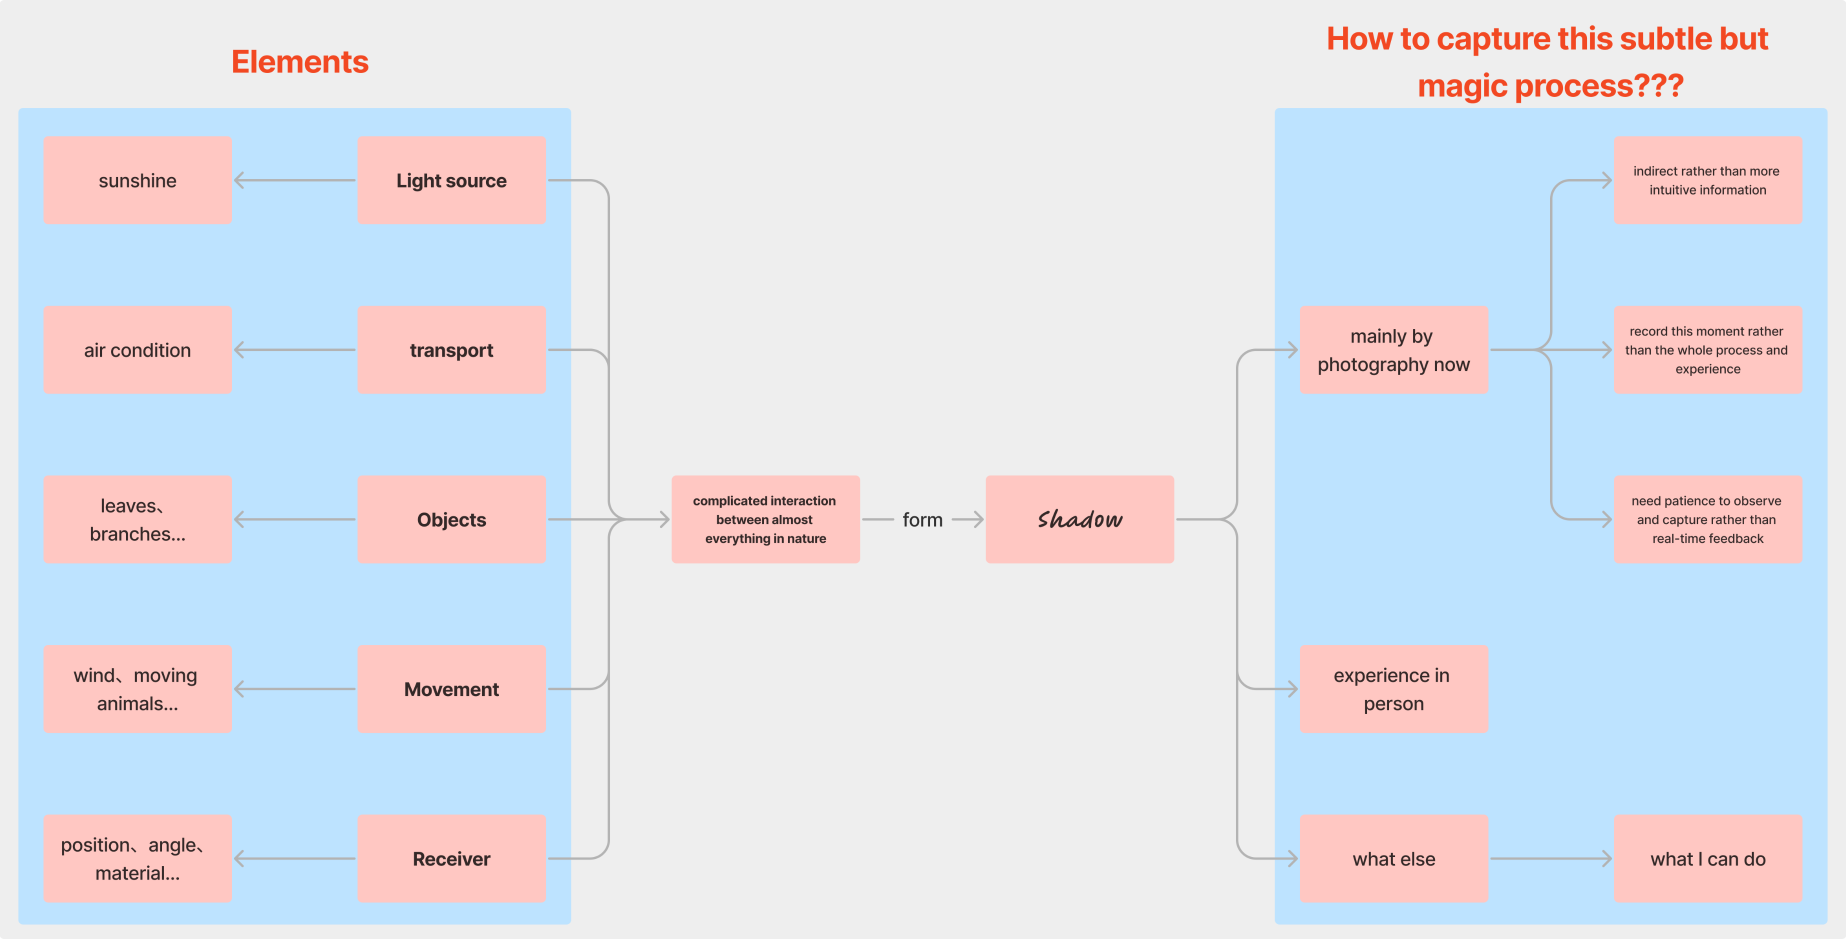 Elements
How to capture this subtle but
magic process???
sunshine
Light source
indirect rather than more
intuitive information
air condition
transport
mainly by
photography now
record this moment rather
than the whole process and
experience
leaves、
branches...
Objects
complicated interaction
between almost
everything in nature
form
Shadow
need patience to observe
and capture rather than
real-time feedback
wind、moving
animals...
Movement
experience in
person
position、angle、
material...
Receiver
what else
what I can do